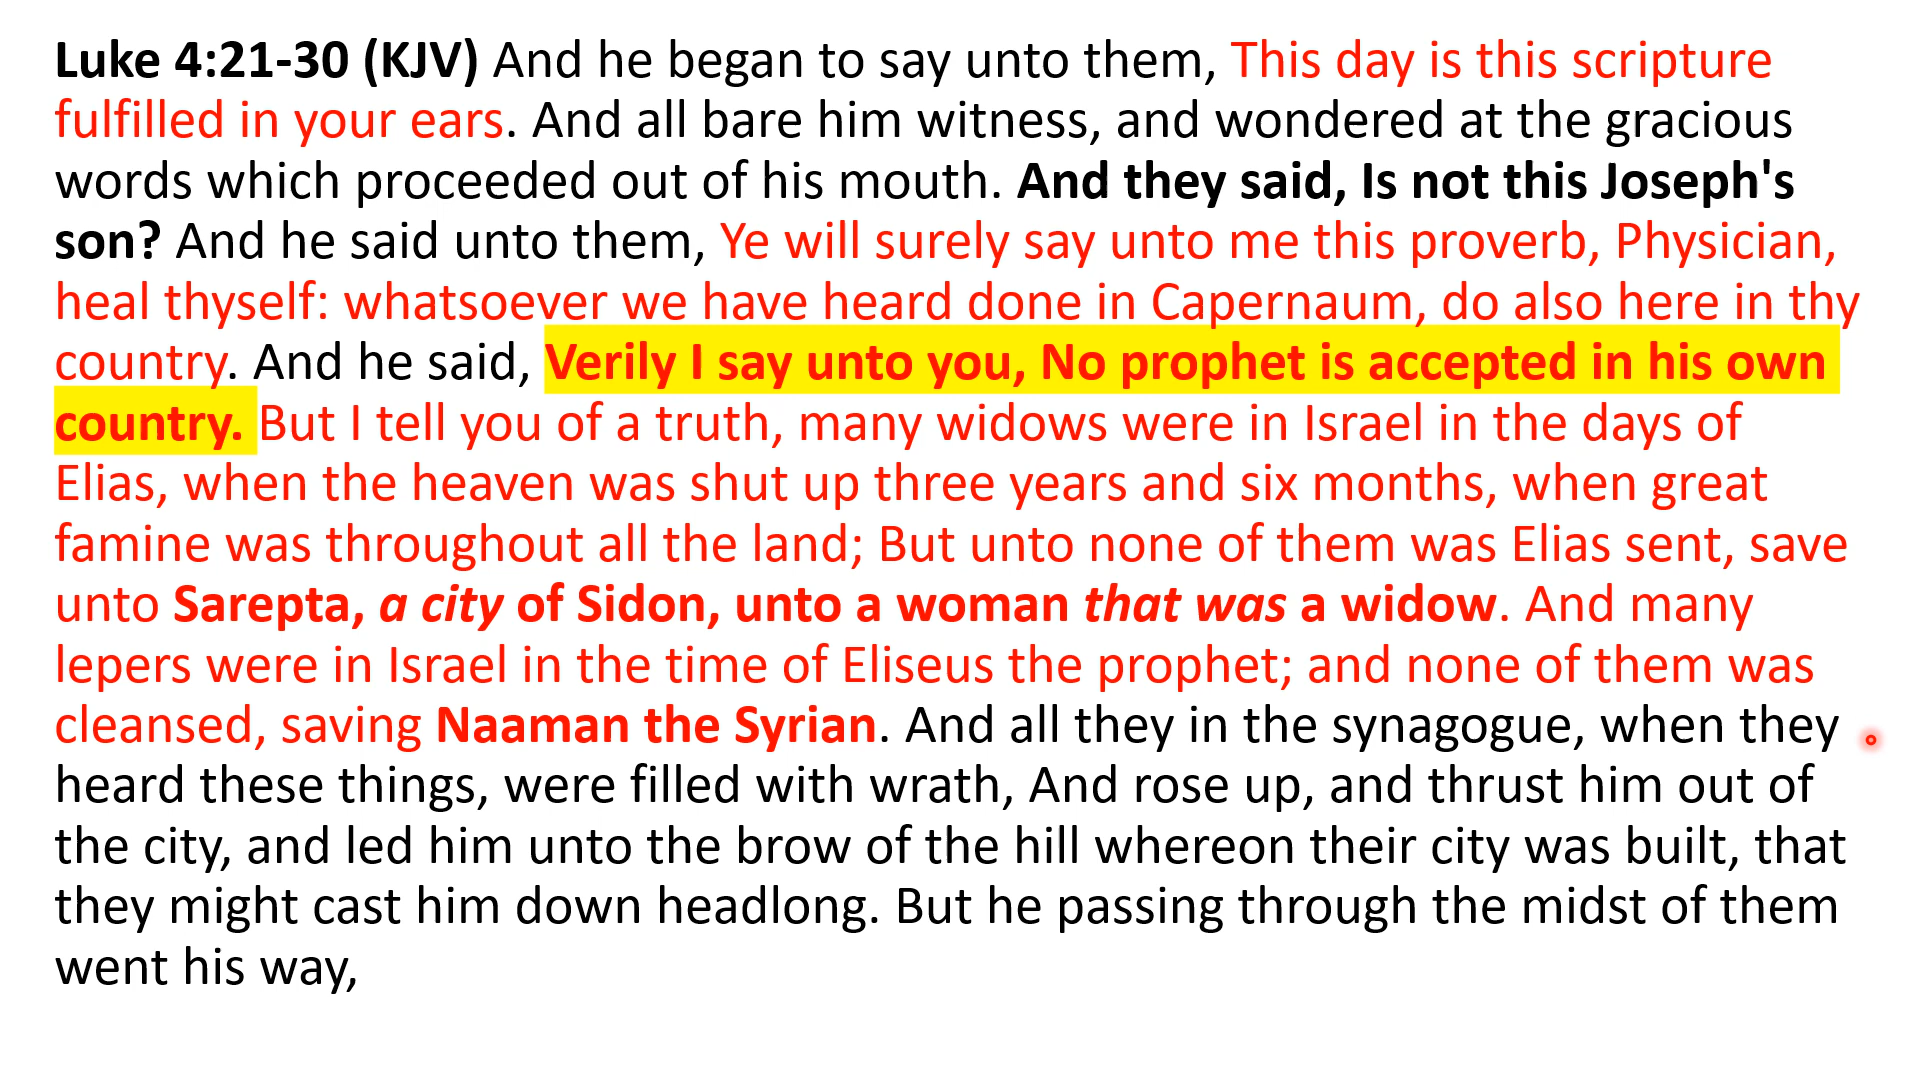 Luke 4:21-30 (KJV) And he began to say unto them, This day is this scripture
fulfilled in your ears. And all bare him witness, and wondered at the gracious
words which proceeded out of his mouth. And they said, Is not this Joseph's
son? And he said unto them, Ye will surely say unto me this proverb, Physician,
heal thyself: whatsoever we have heard done in Capernaum, do also here in thy
country. And he said, Verily I say unto you, No prophet is accepted in his own
country. But I tell you of a truth, many widows were in Israel in the days of
Elias, when the heaven was shut up three years and six months, when great
famine was throughout all the land; But unto none of them was Elias sent, save
unto Sarepta, a city of Sidon, unto a woman that was a widow. And many
lepers were in Israel in the time of Eliseus the prophet; and none of them was
cleansed, saving Naaman the Syrian. And all they in the synagogue, when they
heard these things, were filled with wrath, And rose up, and thrust him out of
the city, and led him unto the brow of the hill whereon their city was built, that
they might cast him down headlong. But he passing through the midst of them
went his way,